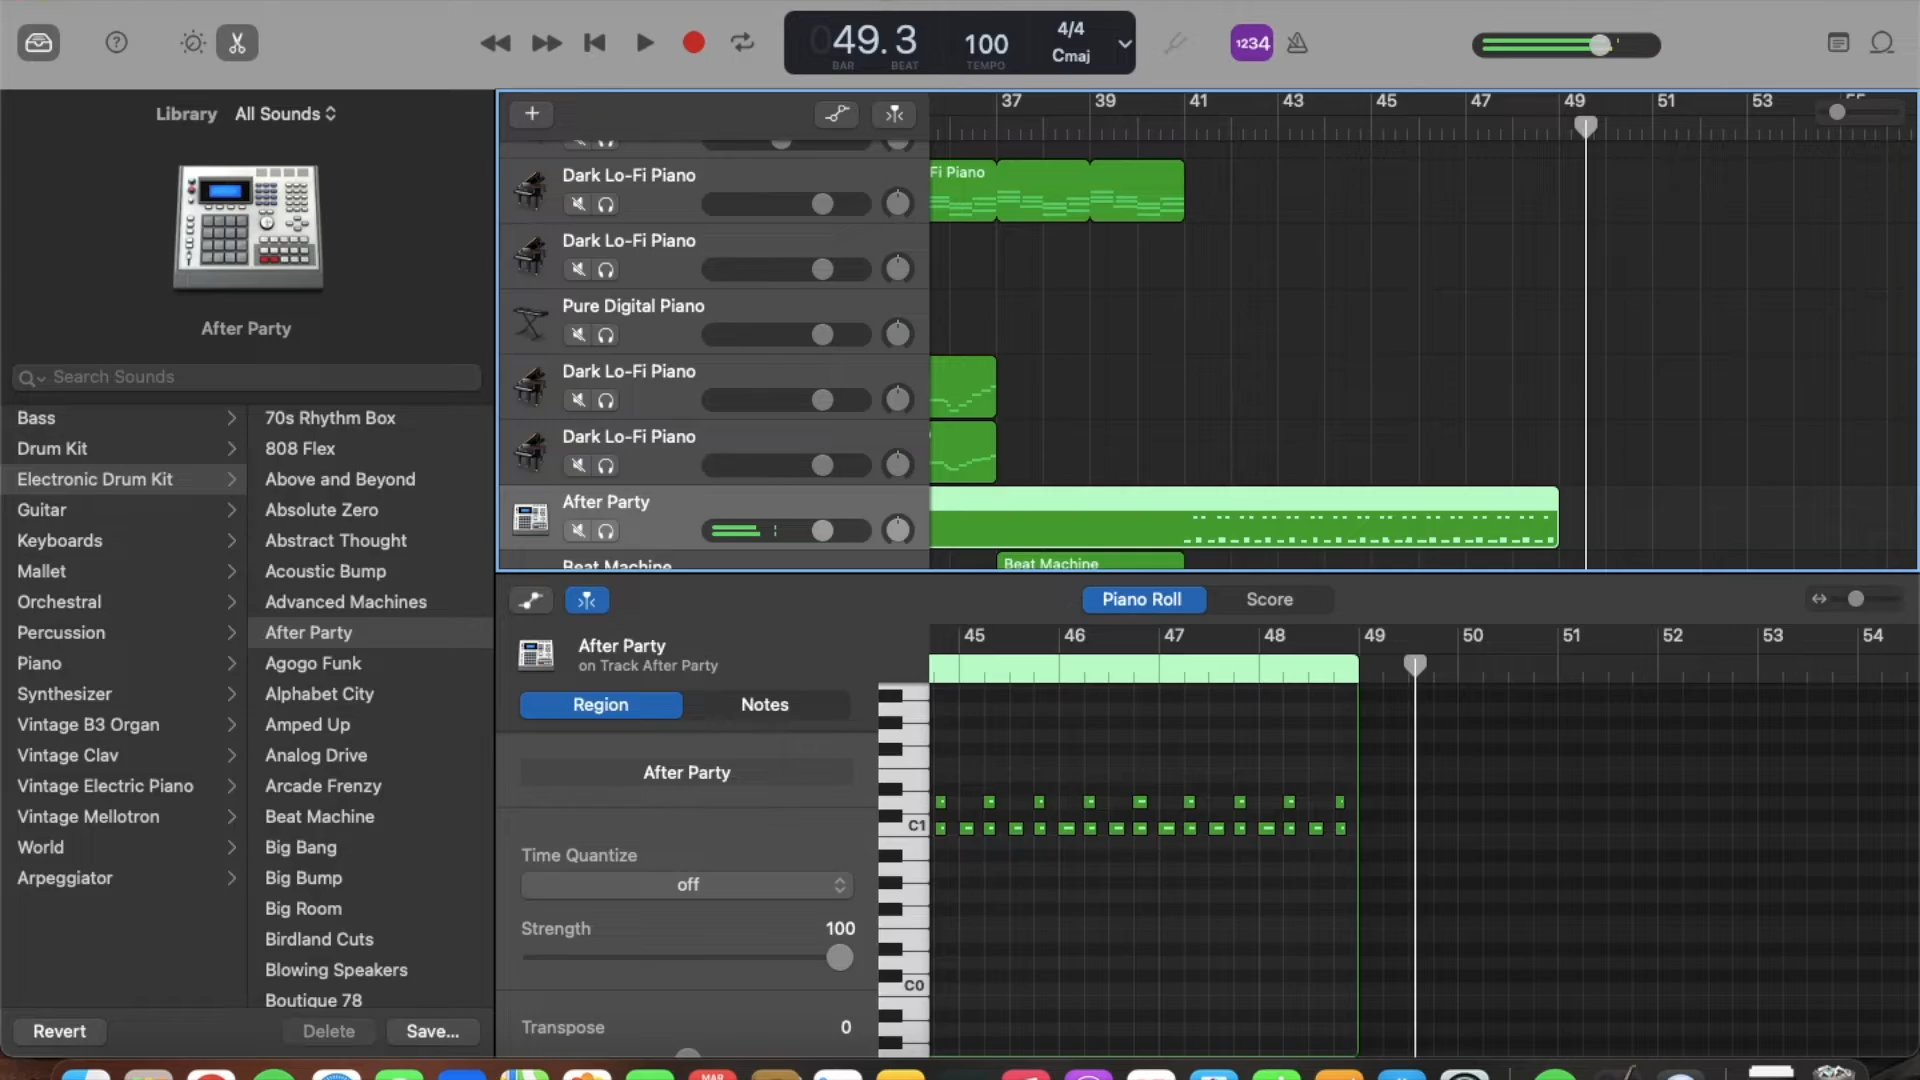 049.3
BAR
BEAT
100
TEMPO
4/4
Cmaj
1234
Library
All Sounds
After Party
Search Sounds
Bass
Drum Kit
Electronic Drum Kit
Guitar
Keyboards
Mallet
Orchestral
Percussion
Piano
Synthesizer
Vintage B3 Organ
Vintage Clav
Vintage Electric Piano
Vintage Mellotron
World
Arpeggiator
70s Rhythm Box
808 Flex
Above and Beyond
Absolute Zero
Abstract Thought
Acoustic Bump
Advanced Machines
After Party
Agogo Funk
Alphabet City
Amped Up
Analog Drive
Arcade Frenzy
Beat Machine
Big Bang
Big Bump
Big Room
Birdland Cuts
Blowing Speakers
Boutique 78
Revert
Delete
Save...
37 39 41 43 45 47 49 51 53
Dark Lo-Fi Piano
Fi Piano
Dark Lo-Fi Piano
Pure Digital Piano
Dark Lo-Fi Piano
Dark Lo-Fi Piano
After Party
Beat Machine
Beat Machine
Piano Roll
Score
After Party
on Track After Party
45 46 47 48 49 50 51 52 53 54
Region
Notes
After Party
Time Quantize
off
Strength
100
Transpose
0
C1
C0
MAR